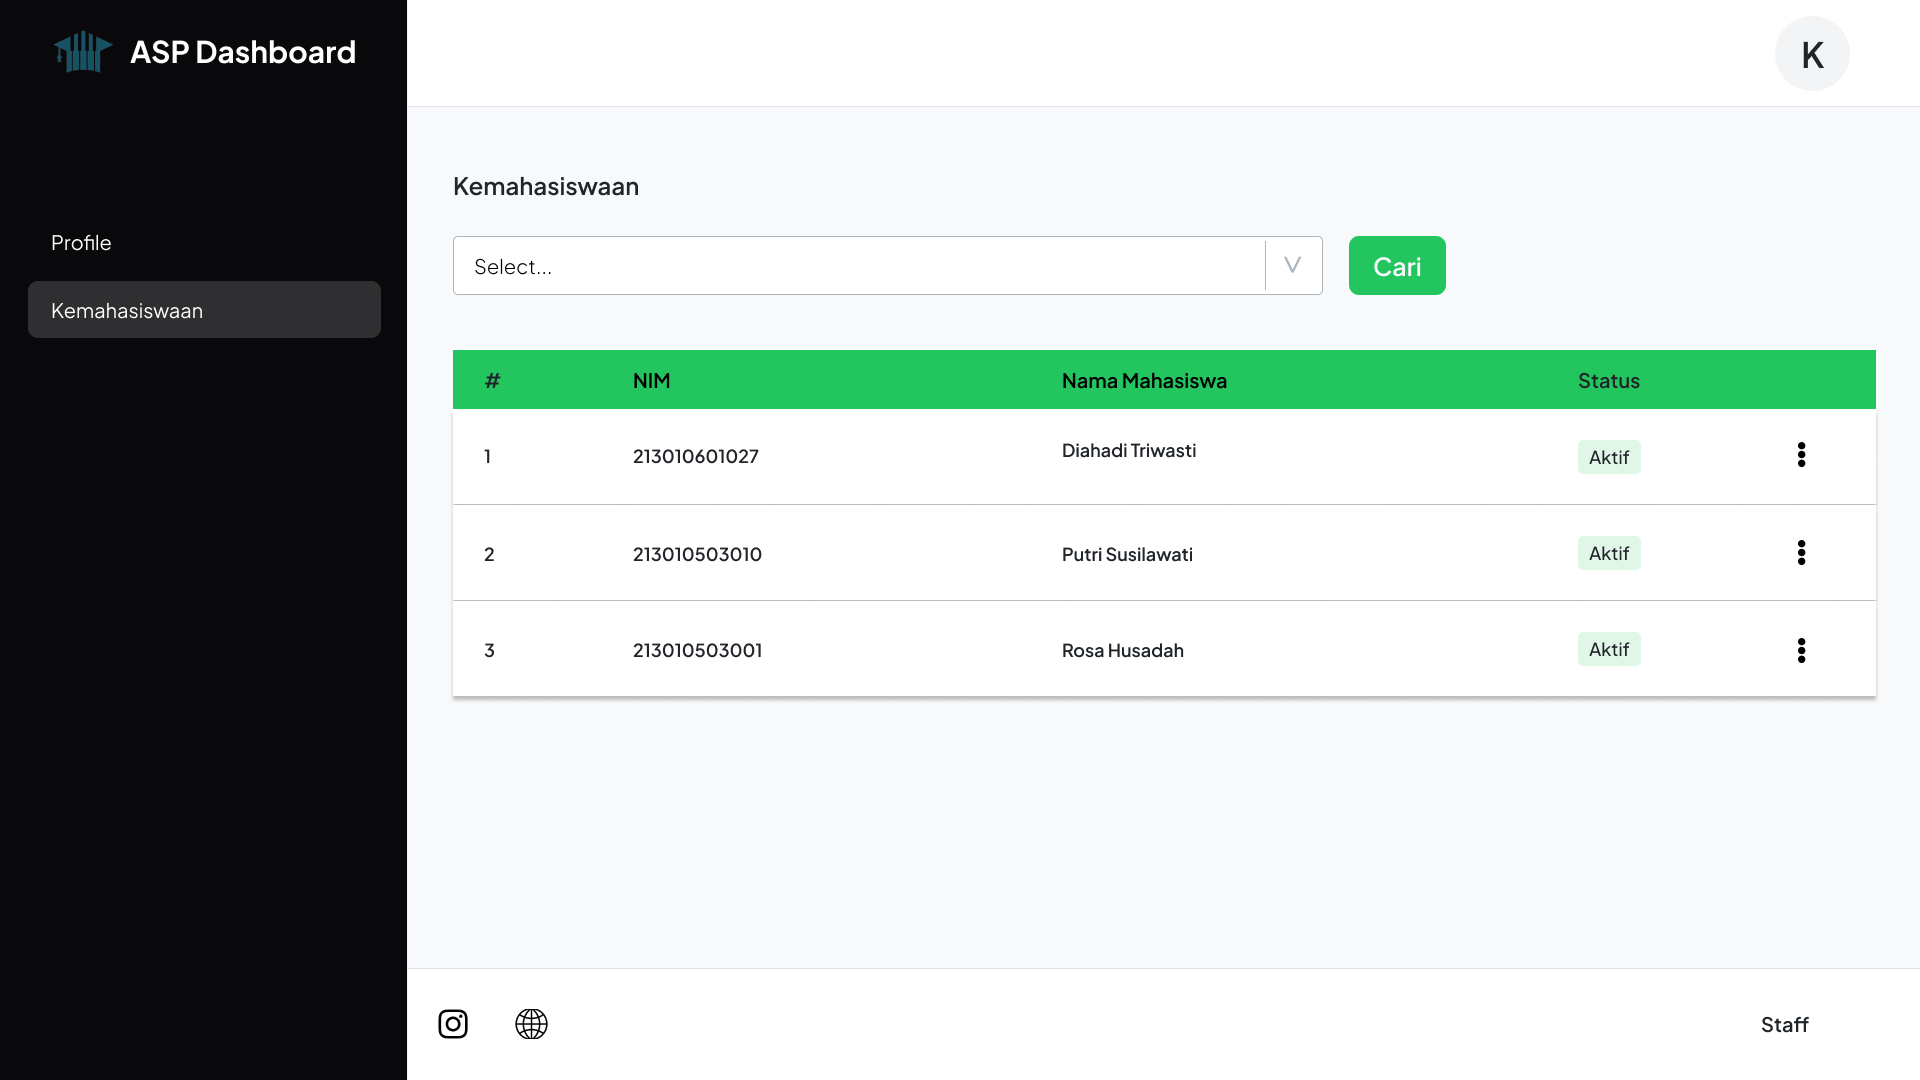 ASP Dashboard
K
Profile
Kemahasiswaan
Kemahasiswaan
Select...
Cari
# NIM Nama Mahasiswa Status
1 213010601027 Diahadi Triwasti Aktif
2 213010503010 Putri Susilawati Aktif
3 213010503001 Rosa Husadah Aktif
Staff